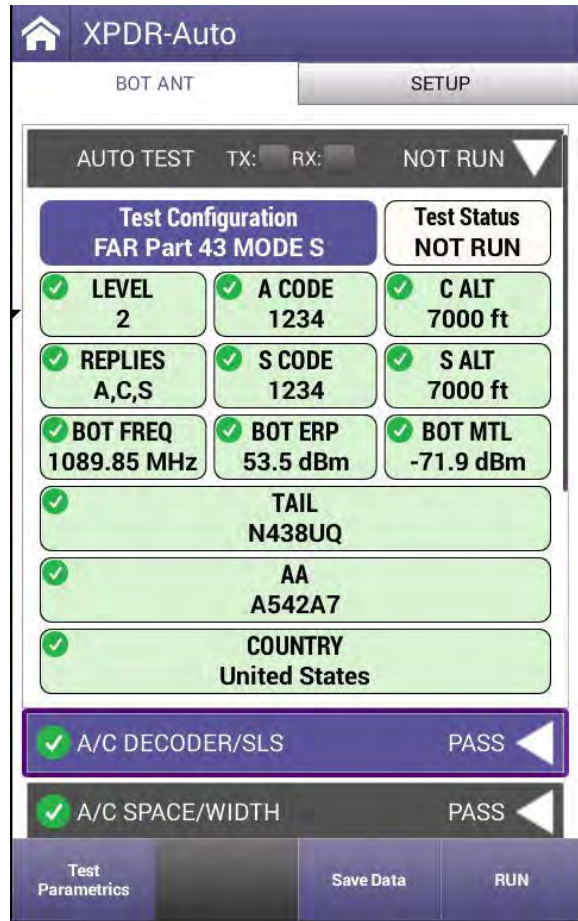 XPDR-Auto
BOT ANT
SETUP
AUTO TEST TX: RX: NOT RUN
Test Configuration
FAR Part 43 MODE S
Test Status
NOT RUN
LEVEL
2
A CODE
1234
C ALT
7000 ft
REPLIES
A,C,S
S CODE
1234
S ALT
7000 ft
BOT FREQ
1089.85 MHz
BOT ERP
53.5 dBm
BOT MTL
-71.9 dBm
TAIL
N438UQ
AA
A542A7
COUNTRY
United States
A/C DECODER/SLS PASS
A/C SPACE/WIDTH PASS
Test
Parametrics
Save Data
RUN